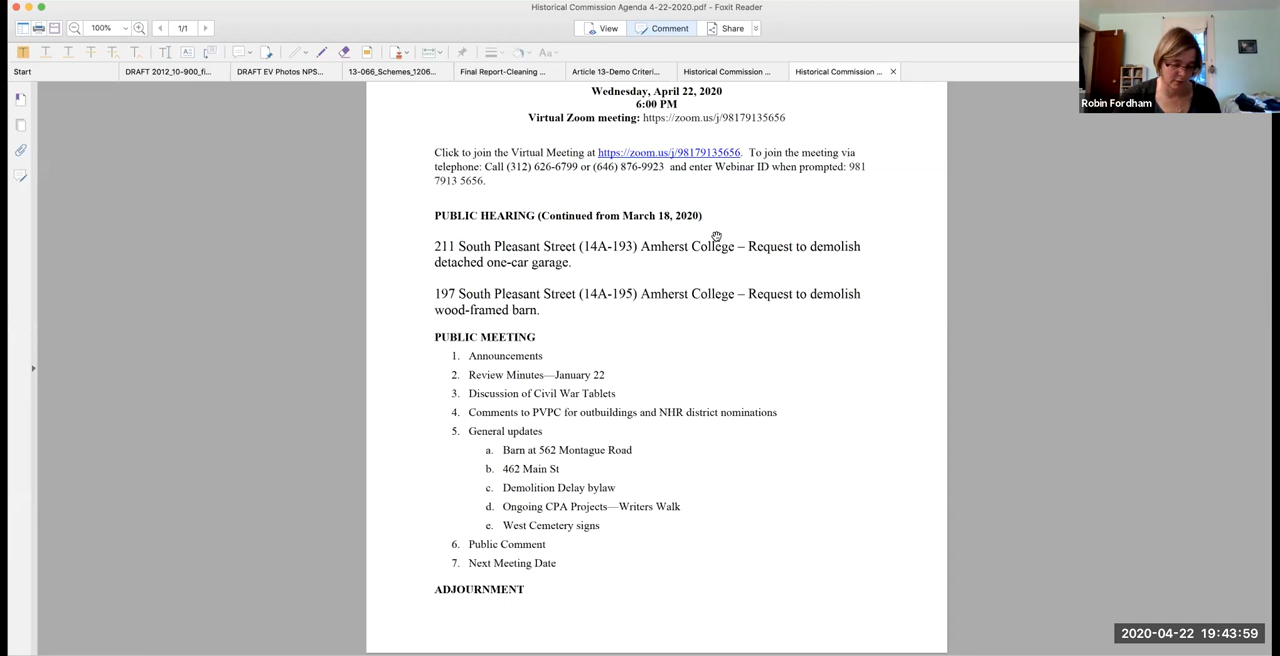 Historical Commission Agenda 4-22-2020.pdf - Foxit Reader
100% 1/1 View Comment Share
Start DRAFT 2012_10-900_fi... DRAFT EV Photos NPS... 13-066_Schemes_1206... Final Report-Cleaning ... Article 13-Demo Criteri... Historical Commission ... Historical Commission ...
Robin Fordham
Wednesday, April 22, 2020
6:00 PM
Virtual Zoom meeting: https://zoom.us/j/98179135656
Click to join the Virtual Meeting at https://zoom.us/j/98179135656. To join the meeting via
telephone: Call (312) 626-6799 or (646) 876-9923 and enter Webinar ID when prompted: 981
7913 5656.
PUBLIC HEARING (Continued from March 18, 2020)
211 South Pleasant Street (14A-193) Amherst College – Request to demolish
detached one-car garage.
197 South Pleasant Street (14A-195) Amherst College – Request to demolish
wood-framed barn.
PUBLIC MEETING
1. Announcements
2. Review Minutes—January 22
3. Discussion of Civil War Tablets
4. Comments to PVPC for outbuildings and NHR district nominations
5. General updates
a. Barn at 562 Montague Road
b. 462 Main St
c. Demolition Delay bylaw
d. Ongoing CPA Projects—Writers Walk
e. West Cemetery signs
6. Public Comment
7. Next Meeting Date
ADJOURNMENT
2020-04-22 19:43:59